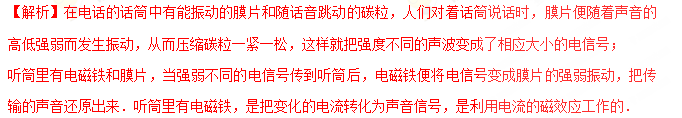 【解析】在电话的话筒中有能振动的膜片和随话音跳动的碳粒，人们对着话筒说话时，膜片便随着声音的
高低强弱而发生振动，从而压缩碳粒一紧一松，这样就把强度不同的声波变成了相应大小的电信号；
听筒里有电磁铁和膜片，当强弱不同的电信号传到听筒后，电磁铁便将电信号变成膜片的强弱振动，把传
输的声音还原出来．听筒里有电磁铁，是把变化的电流转化为声音信号，是利用电流的磁效应工作的．